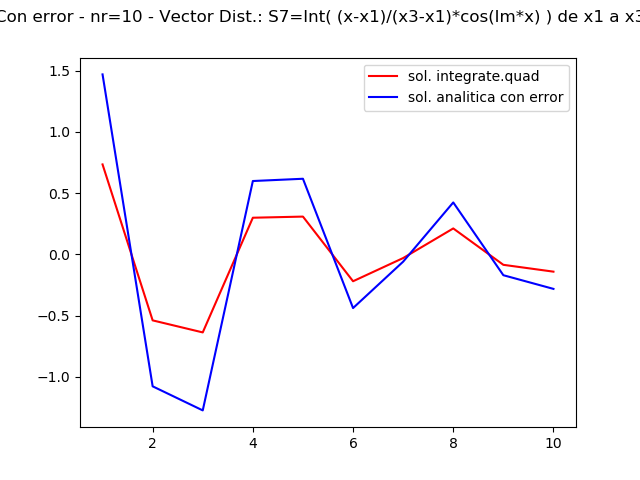 Con error - nr=10 - Vector Dist.: S7=Int( (x-x1)/(x3-x1)*cos(lm*x) ) de x1 a x3
sol. integrate.quad
sol. analitica con error
1.5
1.0
0.5
0.0
−0.5
−1.0
2 4 6 8 10